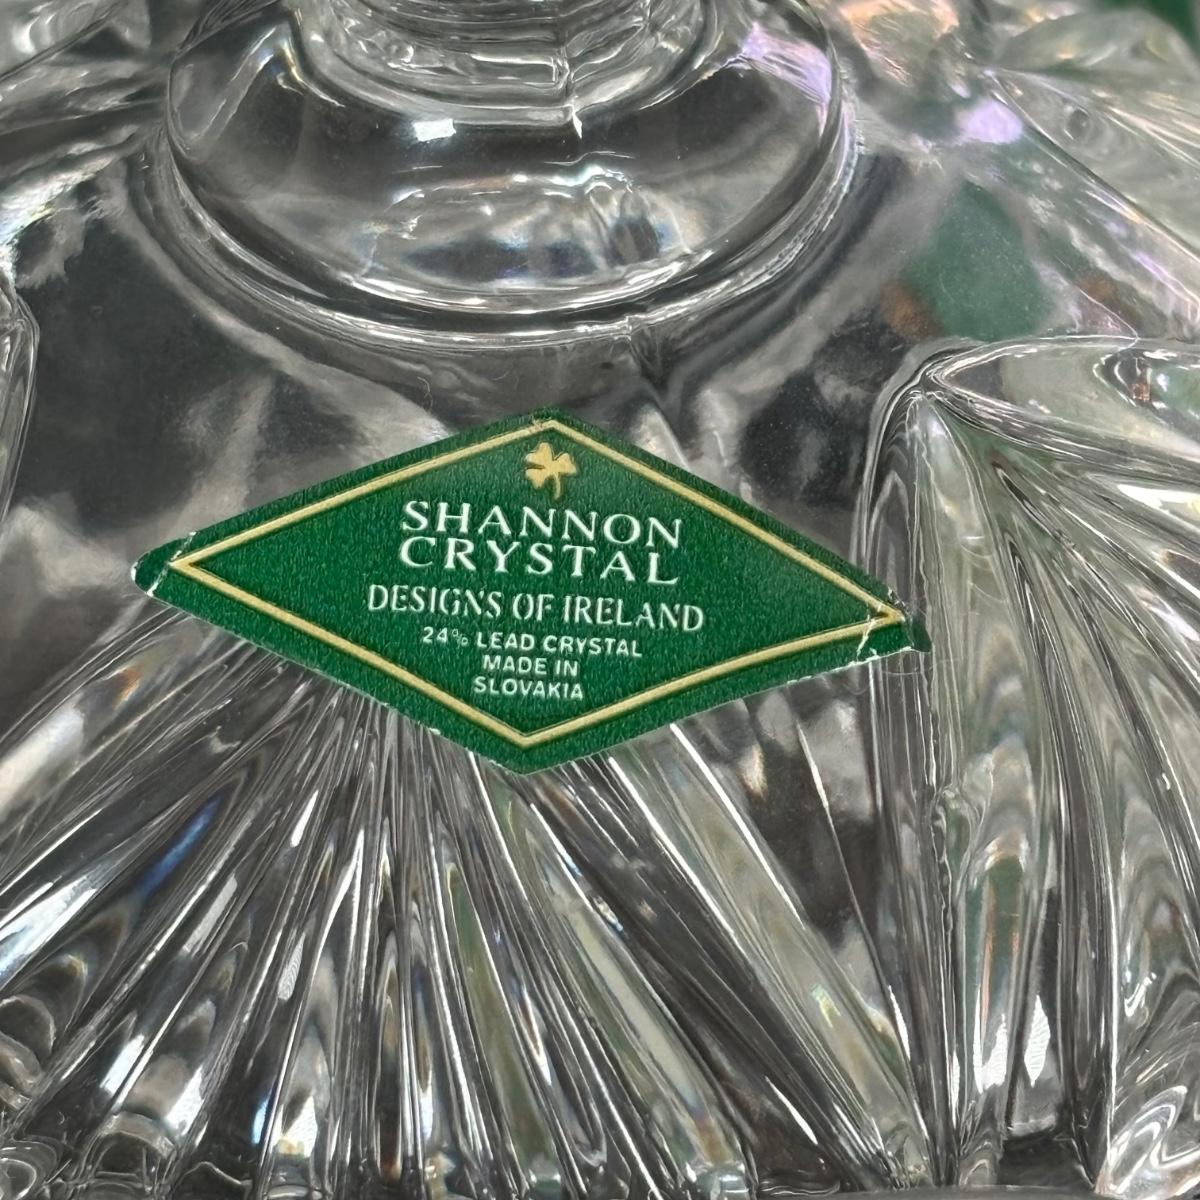 SHANNON
CRYSTAL
DESIGNS OF IRELAND
24% LEAD CRYSTAL
MADE IN
SLOVAKIA